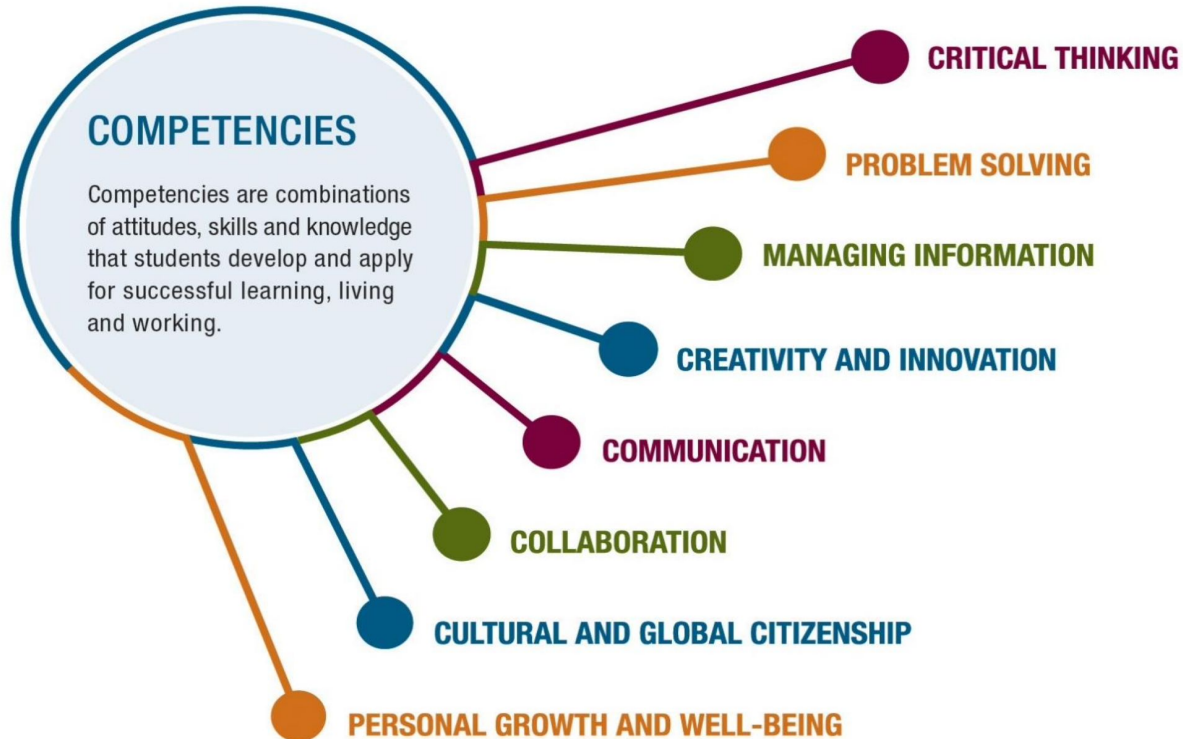 COMPETENCIES
Competencies are combinations
of attitudes, skills and knowledge
that students develop and apply
for successful learning, living
and working.
CRITICAL THINKING
PROBLEM SOLVING
MANAGING INFORMATION
CREATIVITY AND INNOVATION
COMMUNICATION
COLLABORATION
CULTURAL AND GLOBAL CITIZENSHIP
PERSONAL GROWTH AND WELL-BEING